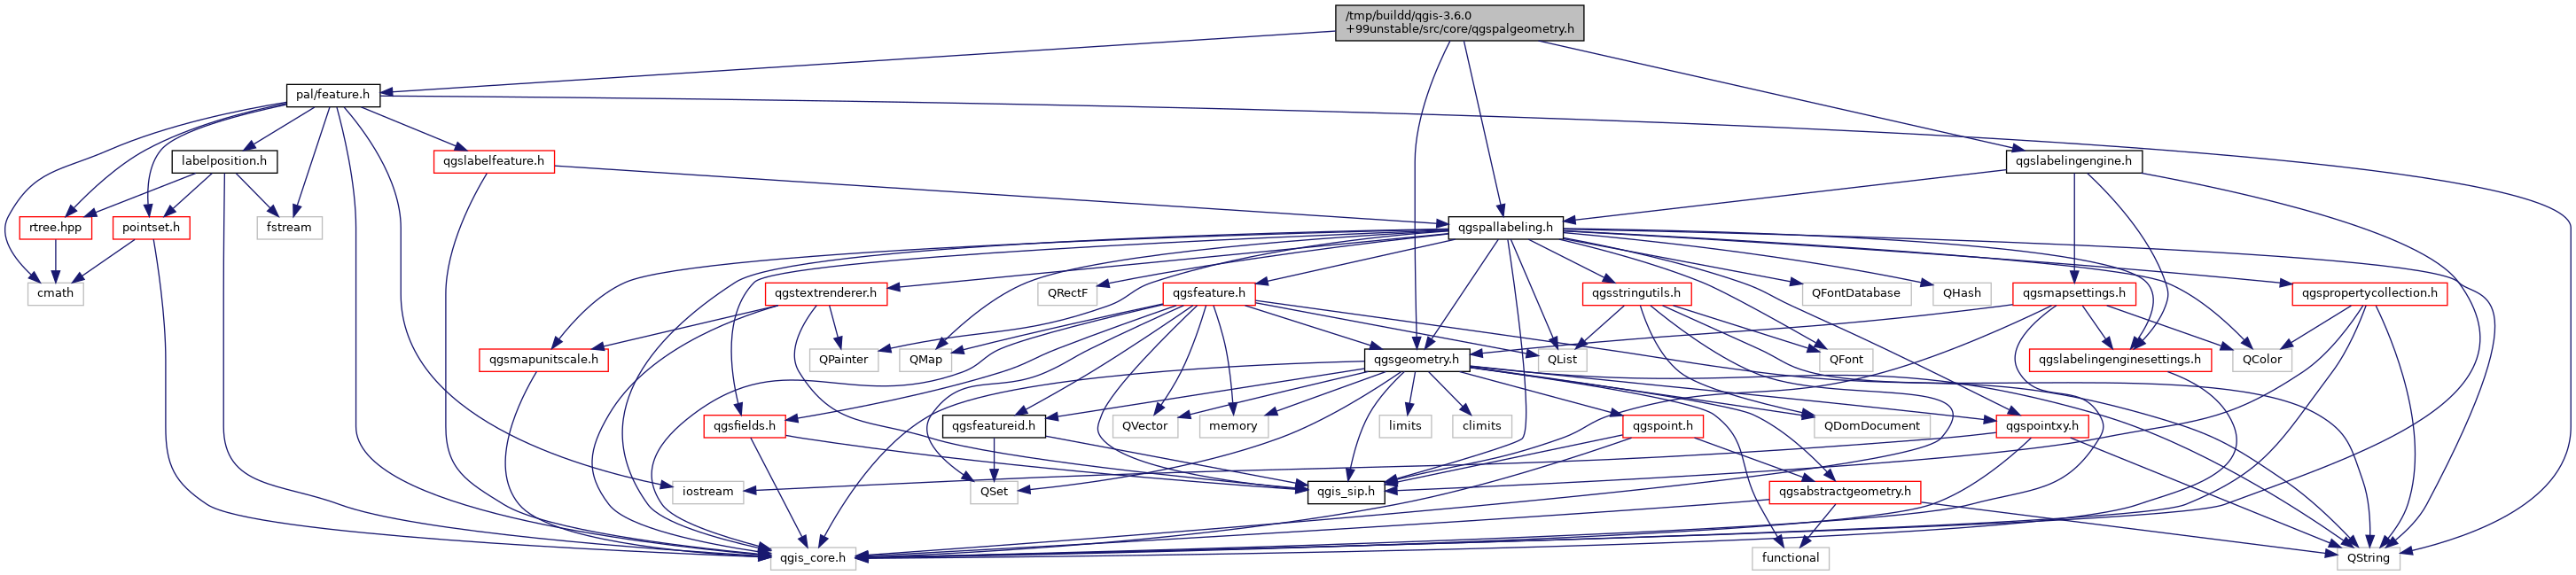 /tmp/buildd/qgis-3.6.0
+99unstable/src/core/qgspalgeometry.h
pal/feature.h
labelposition.h
qgslabelfeature.h
qgslabelingengine.h
rtree.hpp
pointset.h
fstream
qgspallabeling.h
cmath
qgstextrenderer.h
QRectF
qgsfeature.h
qgsstringutils.h
QFontDatabase
QHash
qgsmapsettings.h
qgspropertycollection.h
qgsmapunitscale.h
QPainter
QMap
qgsgeometry.h
QList
QFont
qgslabelingenginesettings.h
QColor
qgsfields.h
qgsfeatureid.h
QVector
memory
limits
climits
qgspoint.h
QDomDocument
qgspointxy.h
iostream
QSet
qgis_sip.h
qgsabstractgeometry.h
qgis_core.h
functional
QString